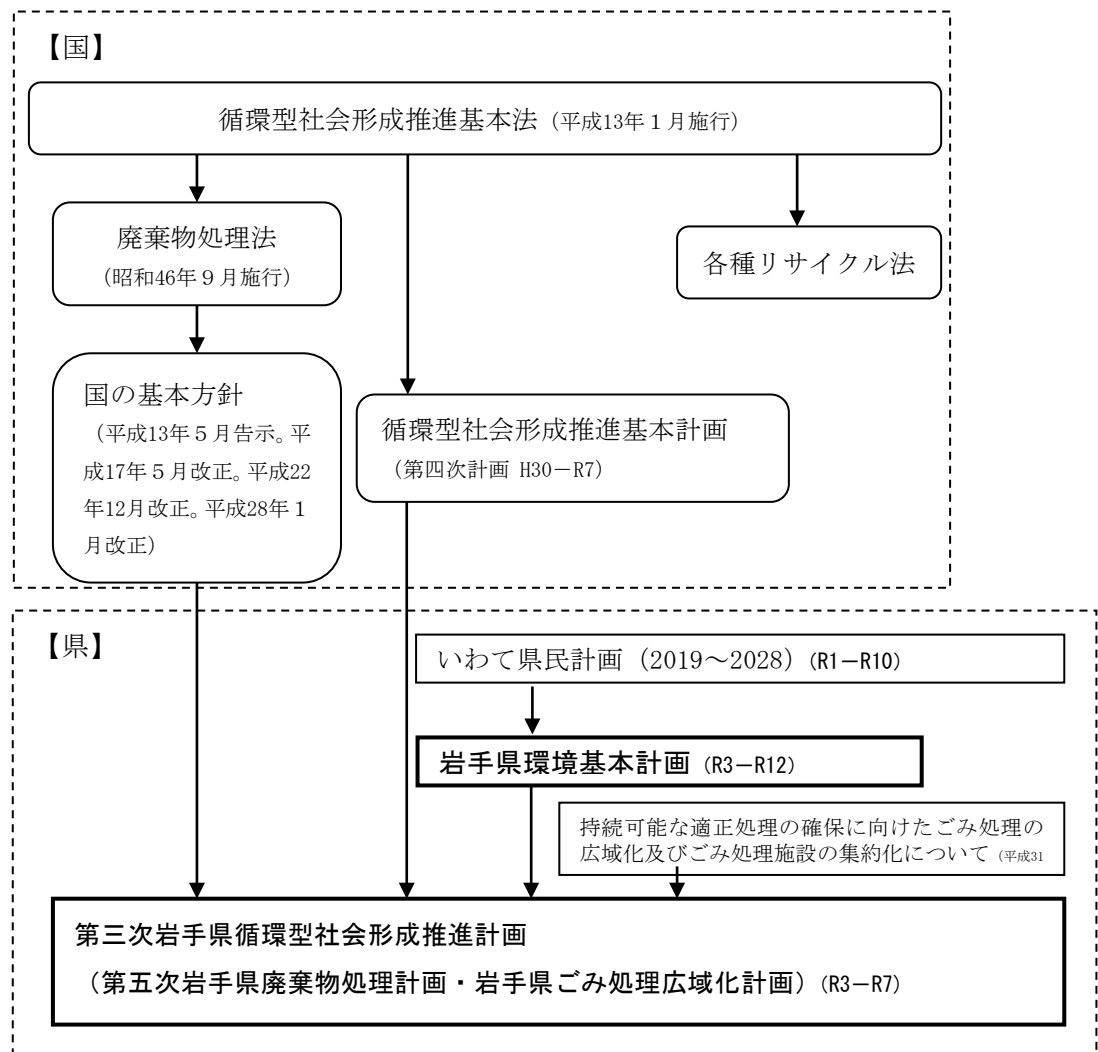 【国】
循環型社会形成推進基本法（平成13年１月施行）
廃棄物処理法
（昭和46年９月施行）
各種リサイクル法
国の基本方針
（平成13年５月告示。平
成17年５月改正。平成22
年12月改正。平成28年１
月改正）
循環型社会形成推進基本計画
（第四次計画 H30－R7）
【県】
いわて県民計画（2019～2028）（R1－R10）
岩手県環境基本計画（R3－R12）
持続可能な適正処理の確保に向けたごみ処理の
広域化及びごみ処理施設の集約化について（平成31
第三次岩手県循環型社会形成推進計画
（第五次岩手県廃棄物処理計画・岩手県ごみ処理広域化計画）（R3－R7）